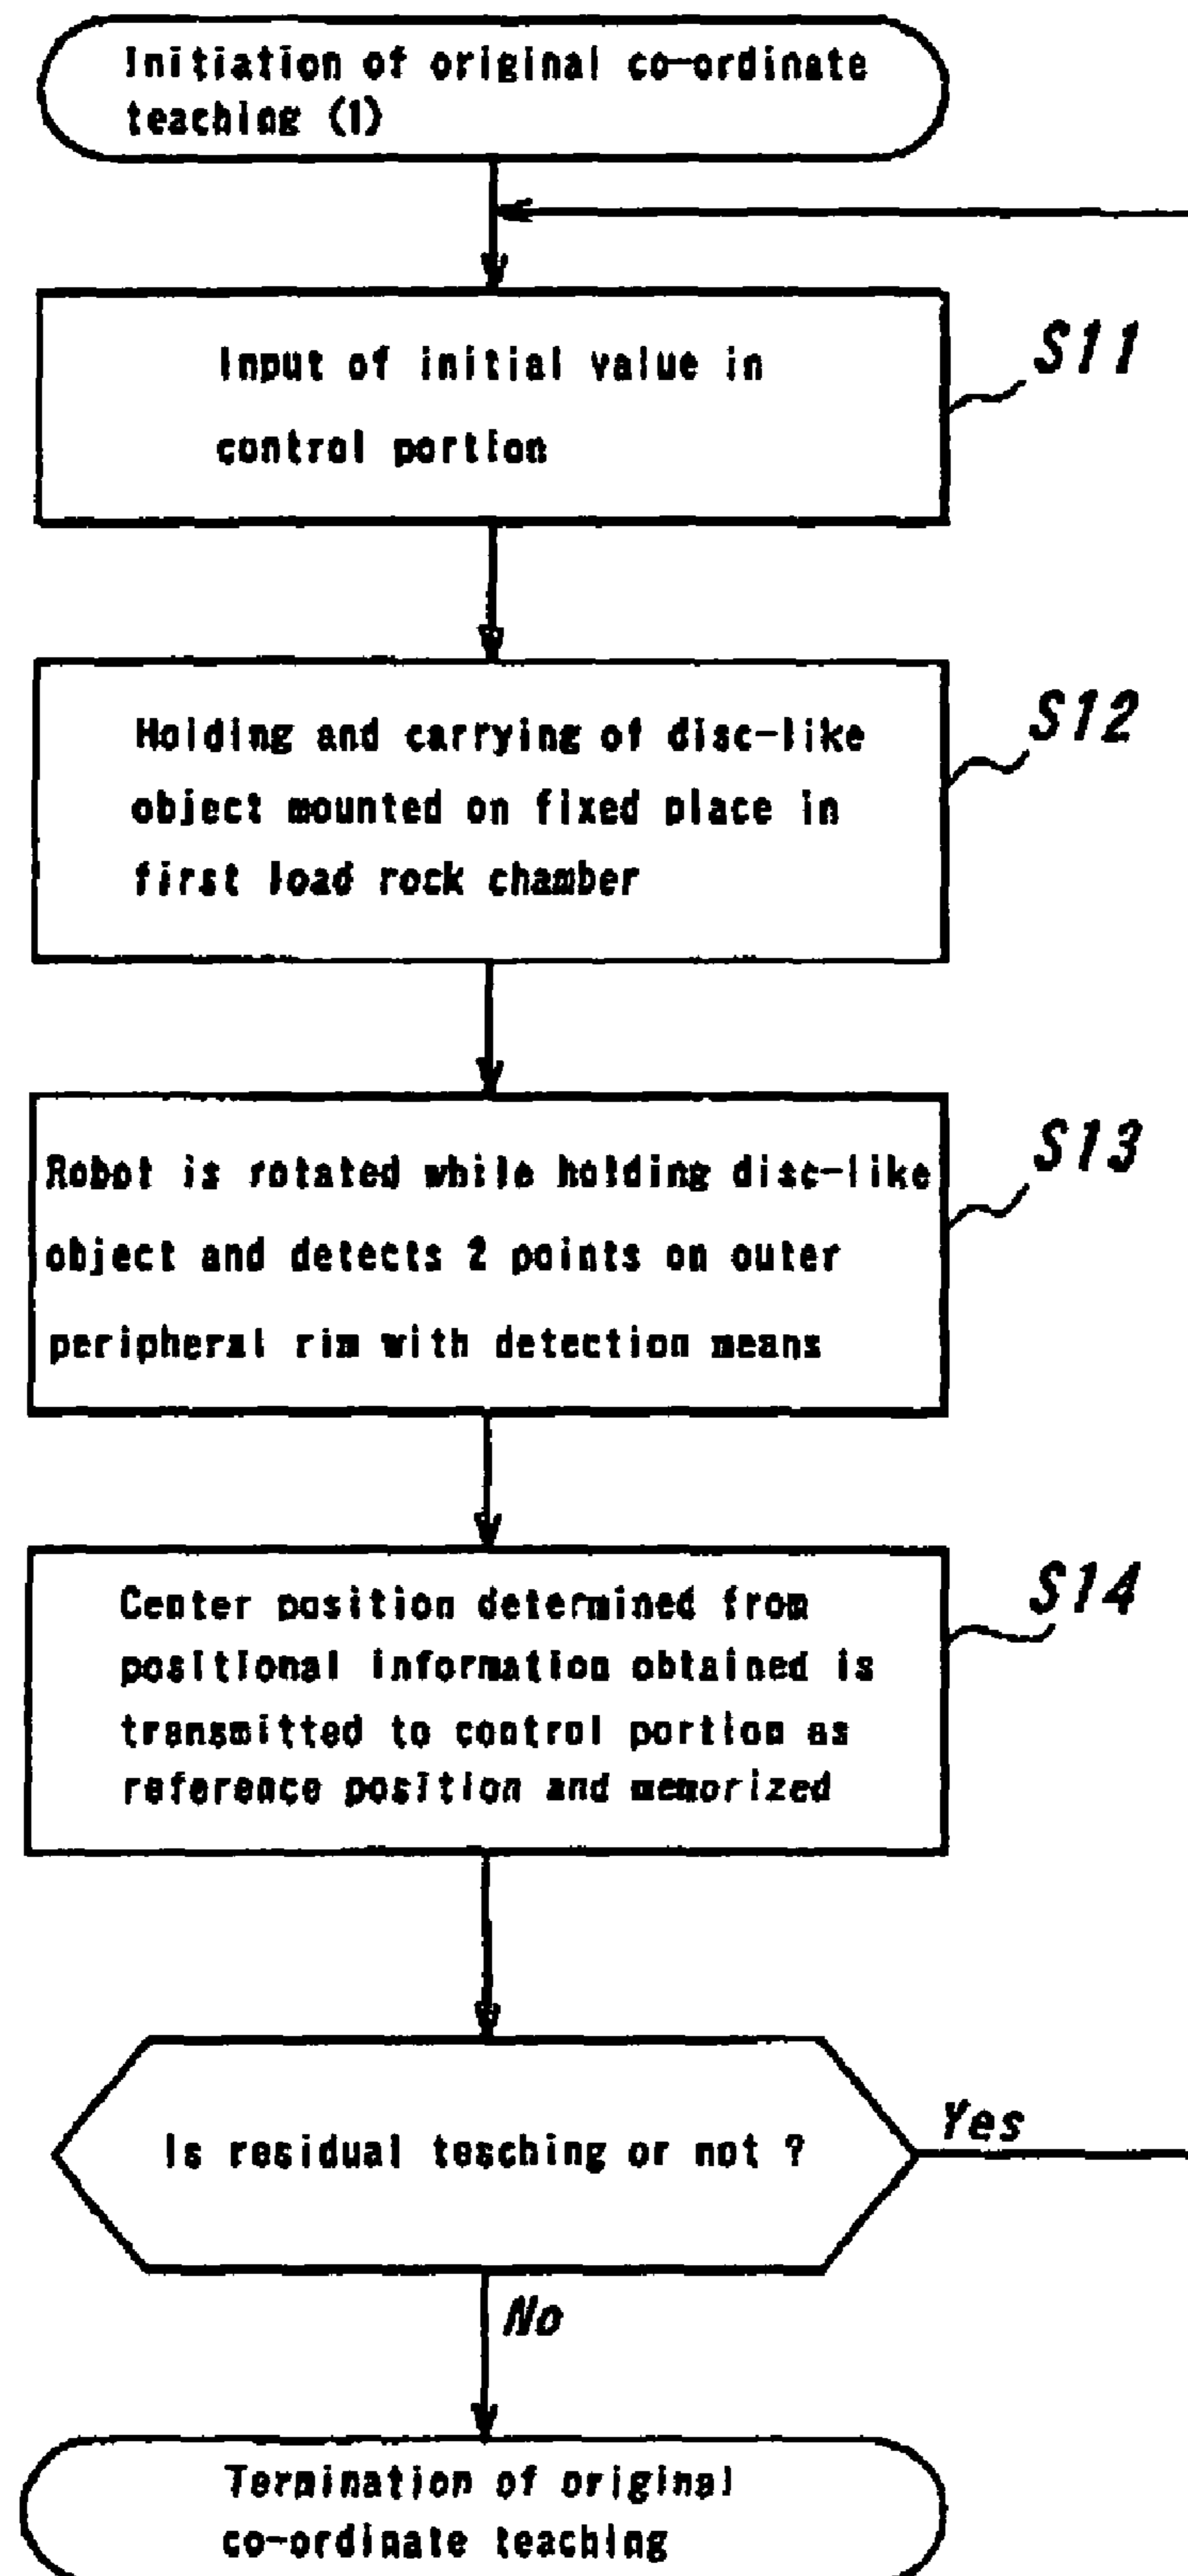 Initiation of original co-ordinate
teaching (1)
Input of initial value in
control portion
S11
Holding and carrying of disc-like
object mounted on fixed place in
first load rock chamber
S12
Robot is rotated while holding disc-like
object and detects 2 points on outer
peripheral rim with detection means
S13
Center position determined from
positional information obtained is
transmitted to control portion as
reference position and memorized
S14
Is residual teaching or not ?
Yes
No
Termination of original
co-ordinate teaching